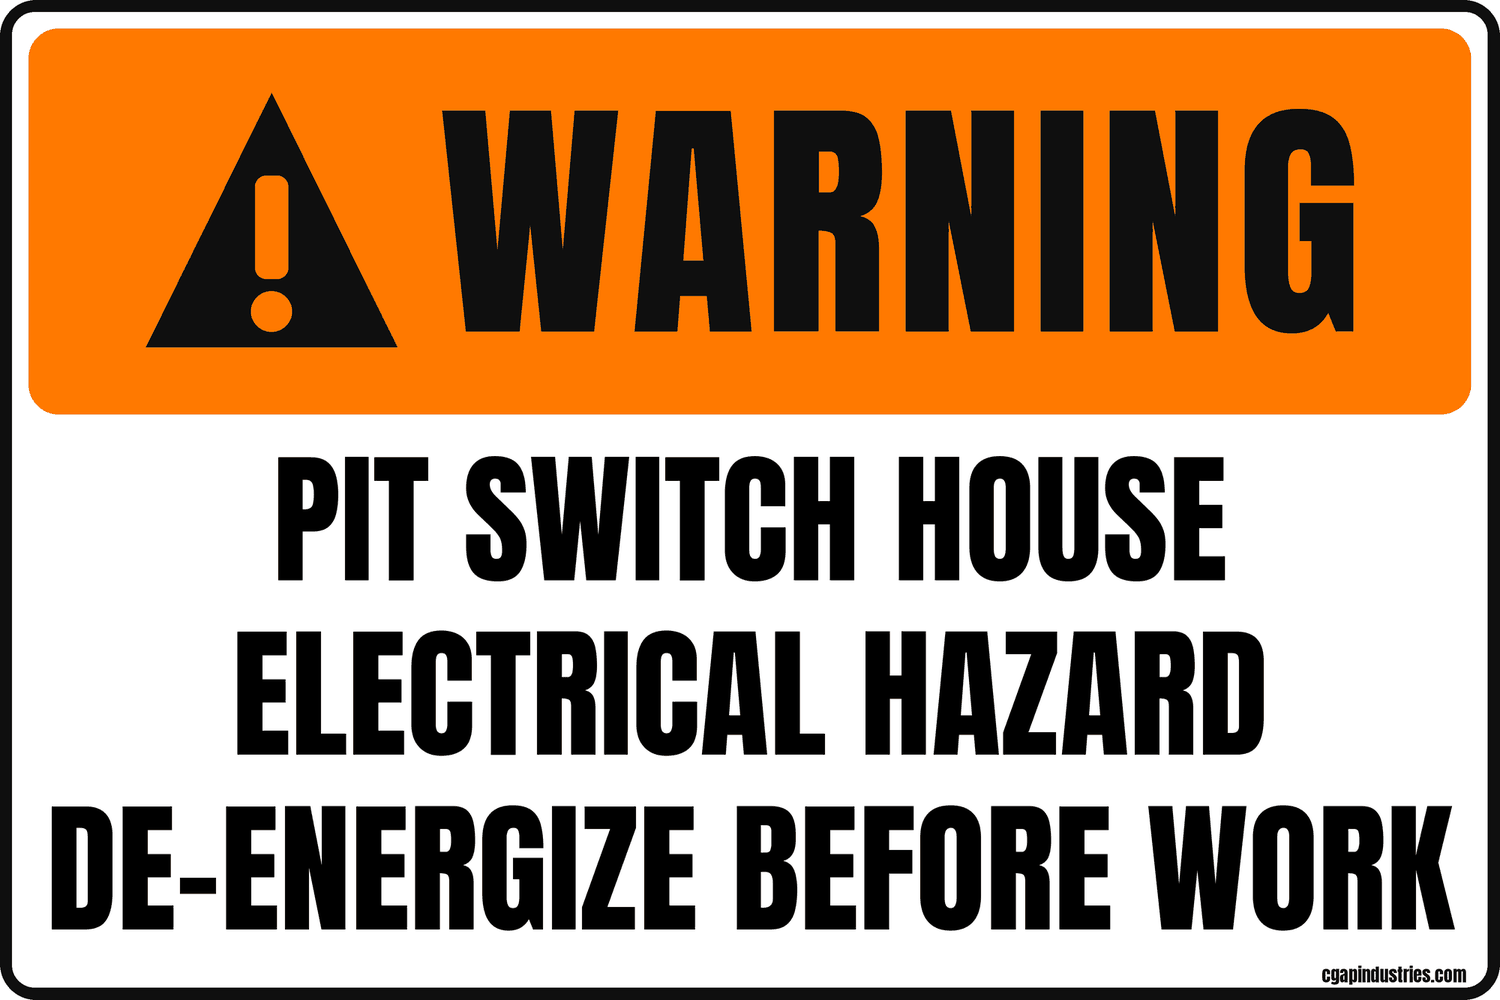 WARNING
PIT SWITCH HOUSE
ELECTRICAL HAZARD
DE-ENERGIZE BEFORE WORK
cgapindustries.com